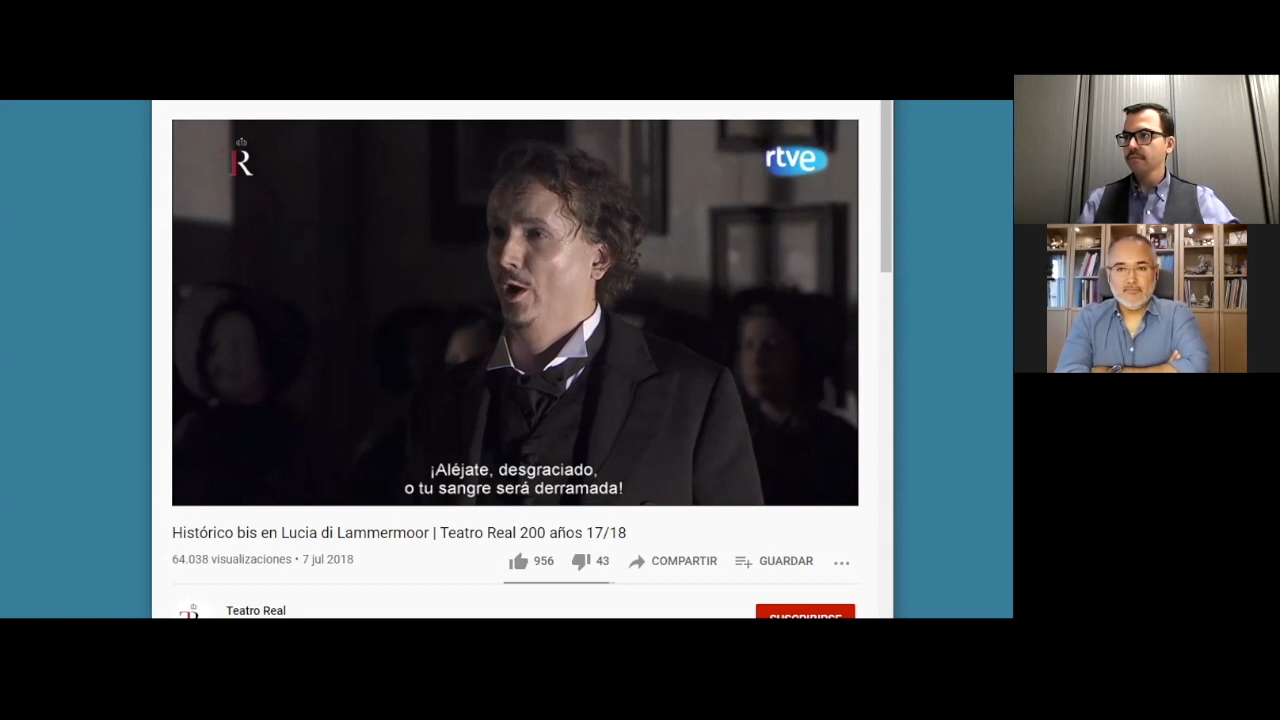 R
rtve
¡Aléjate, desgraciado,
o tu sangre será derramada!
Histórico bis en Lucia di Lammermoor | Teatro Real 200 años 17/18
64.038 visualizaciones • 7 jul 2018
956
43
COMPARTIR
GUARDAR
Teatro Real
SUSCRIBIRSE